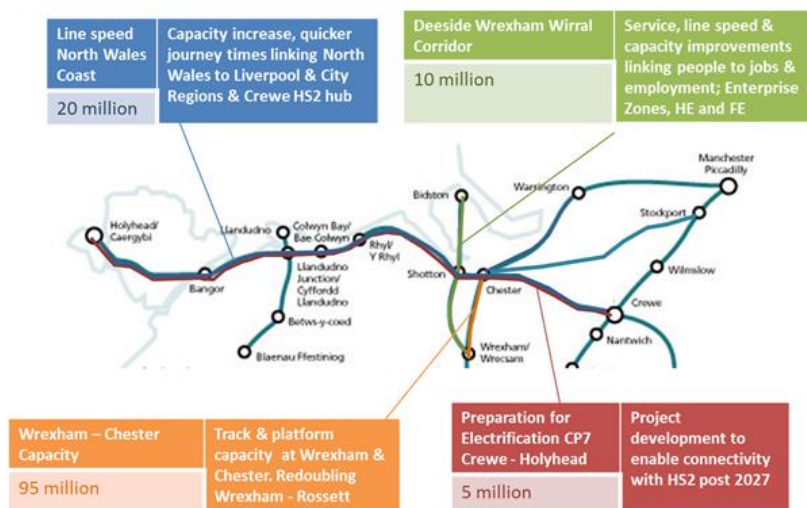 Line speed
North Wales
Coast
20 million
Capacity increase, quicker
journey times linking North
Wales to Liverpool & City
Regions & Crewe HS2 hub
Deeside Wrexham Wirral
Corridor
10 million
Service, line speed &
capacity improvements
linking people to jobs &
employment; Enterprise
Zones, HE and FE
Holyhead/
Caergybi
Bangor
Llandudno
Colwyn Bay/
Bae Colwyn
Rhyl/
Y Rhyl
Llandudno
Junction/
Cyffordd
Llandudno
Betws-y-coed
Blaenau Ffestiniog
Bidston
Shotton
Chester
Wrexham/
Wrecsam
Warrington
Manchester
Piccadilly
Stockport
Wilmslow
Crewe
Nantwich
Wrexham – Chester
Capacity
95 million
Track & platform
capacity at Wrexham &
Chester. Redoubling
Wrexham - Rossett
Preparation for
Electrification CP7
Crewe - Holyhead
5 million
Project
development to
enable connectivity
with HS2 post 2027